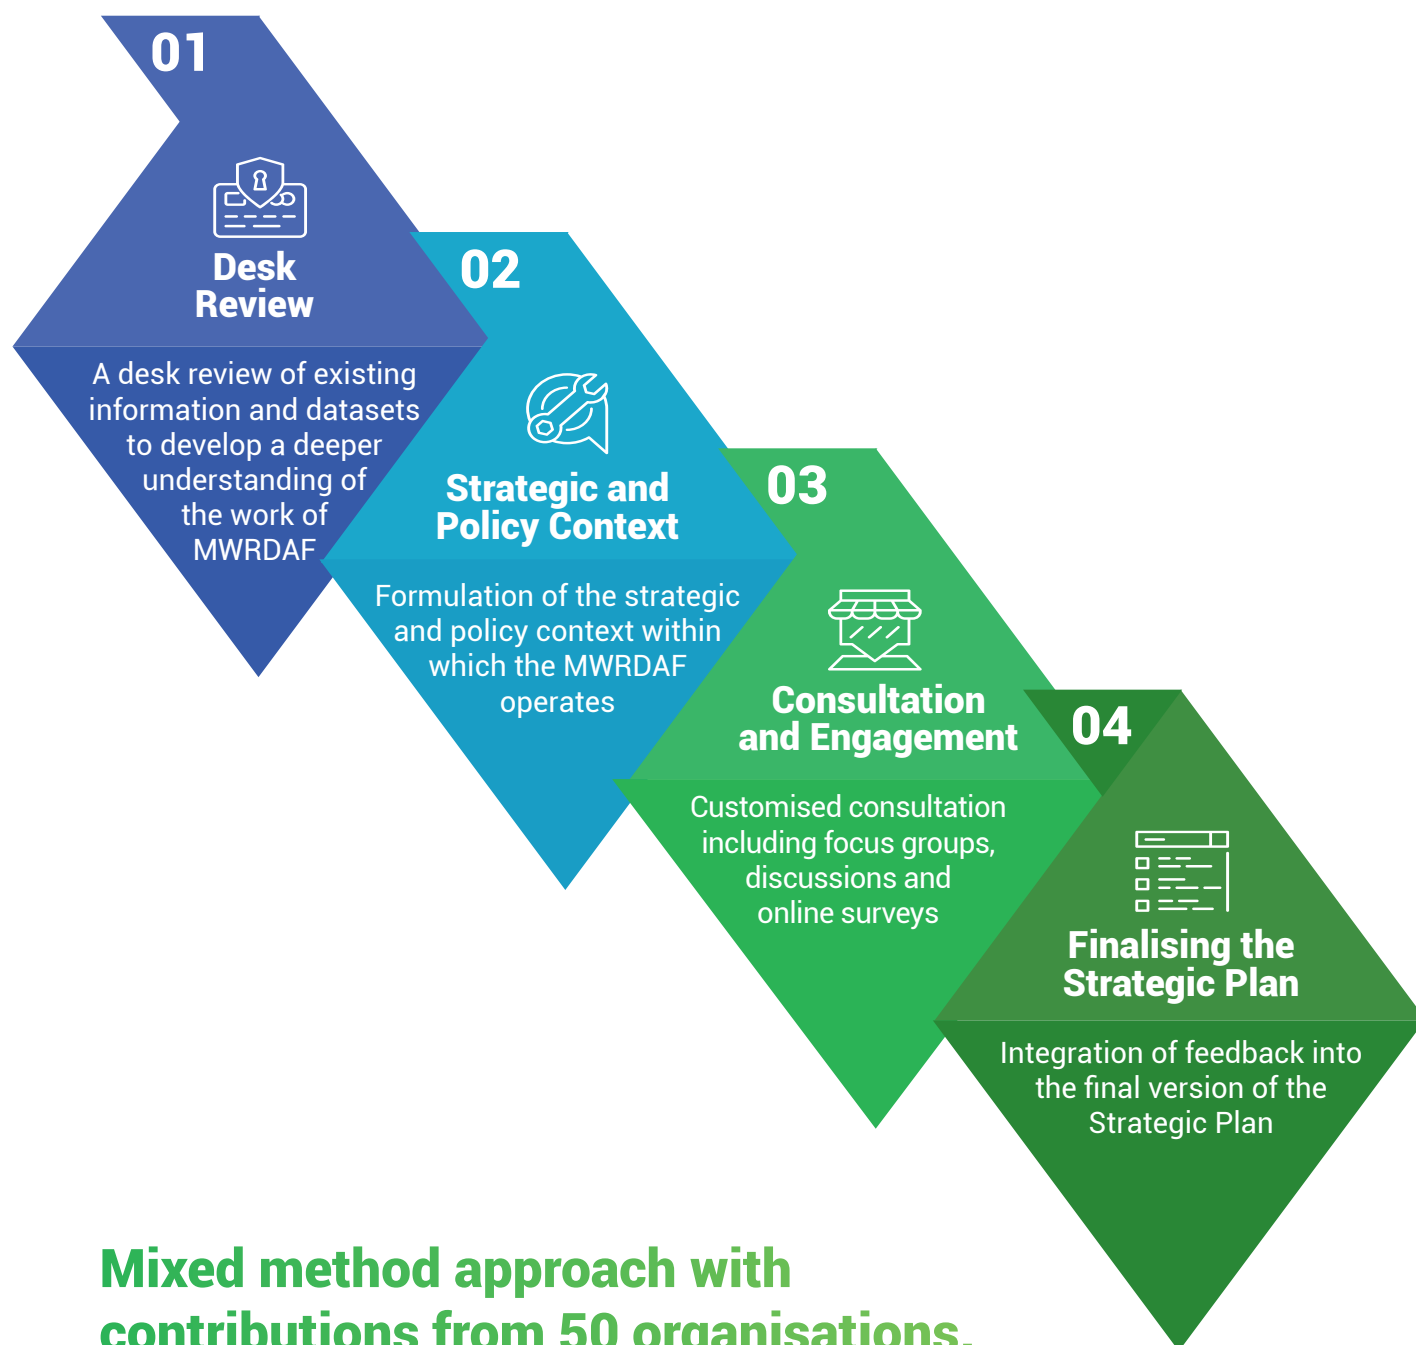 01
Desk
Review
A desk review of existing
information and datasets
to develop a deeper
understanding of
the work of
MWRDAF
02
Strategic and
Policy Context
Formulation of the strategic
and policy context within
which the MWRDAF
operates
03
Consultation
and Engagement
Customised consultation
including focus groups,
discussions and
online surveys
04
Finalising the
Strategic Plan
Integration of feedback into
the final version of the
Strategic Plan
Mixed method approach with
contributions from 50 organisations.